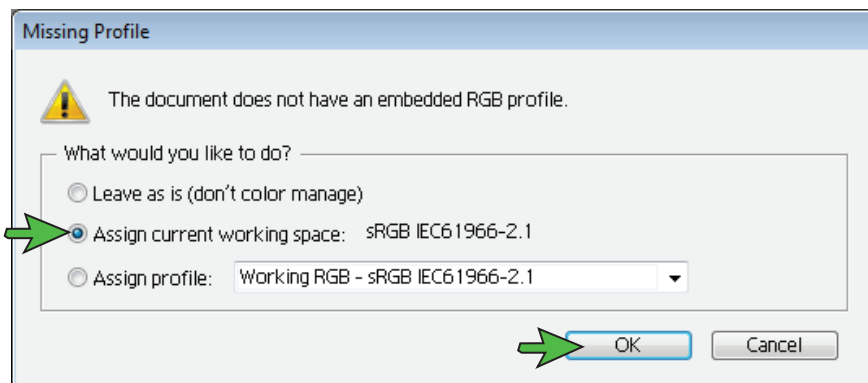 Missing Profile
The document does not have an embedded RGB profile.
What would you like to do?
Leave as is (don't color manage)
Assign current working space: sRGB IEC61966-2.1
Assign profile: Working RGB - sRGB IEC61966-2.1
OK Cancel